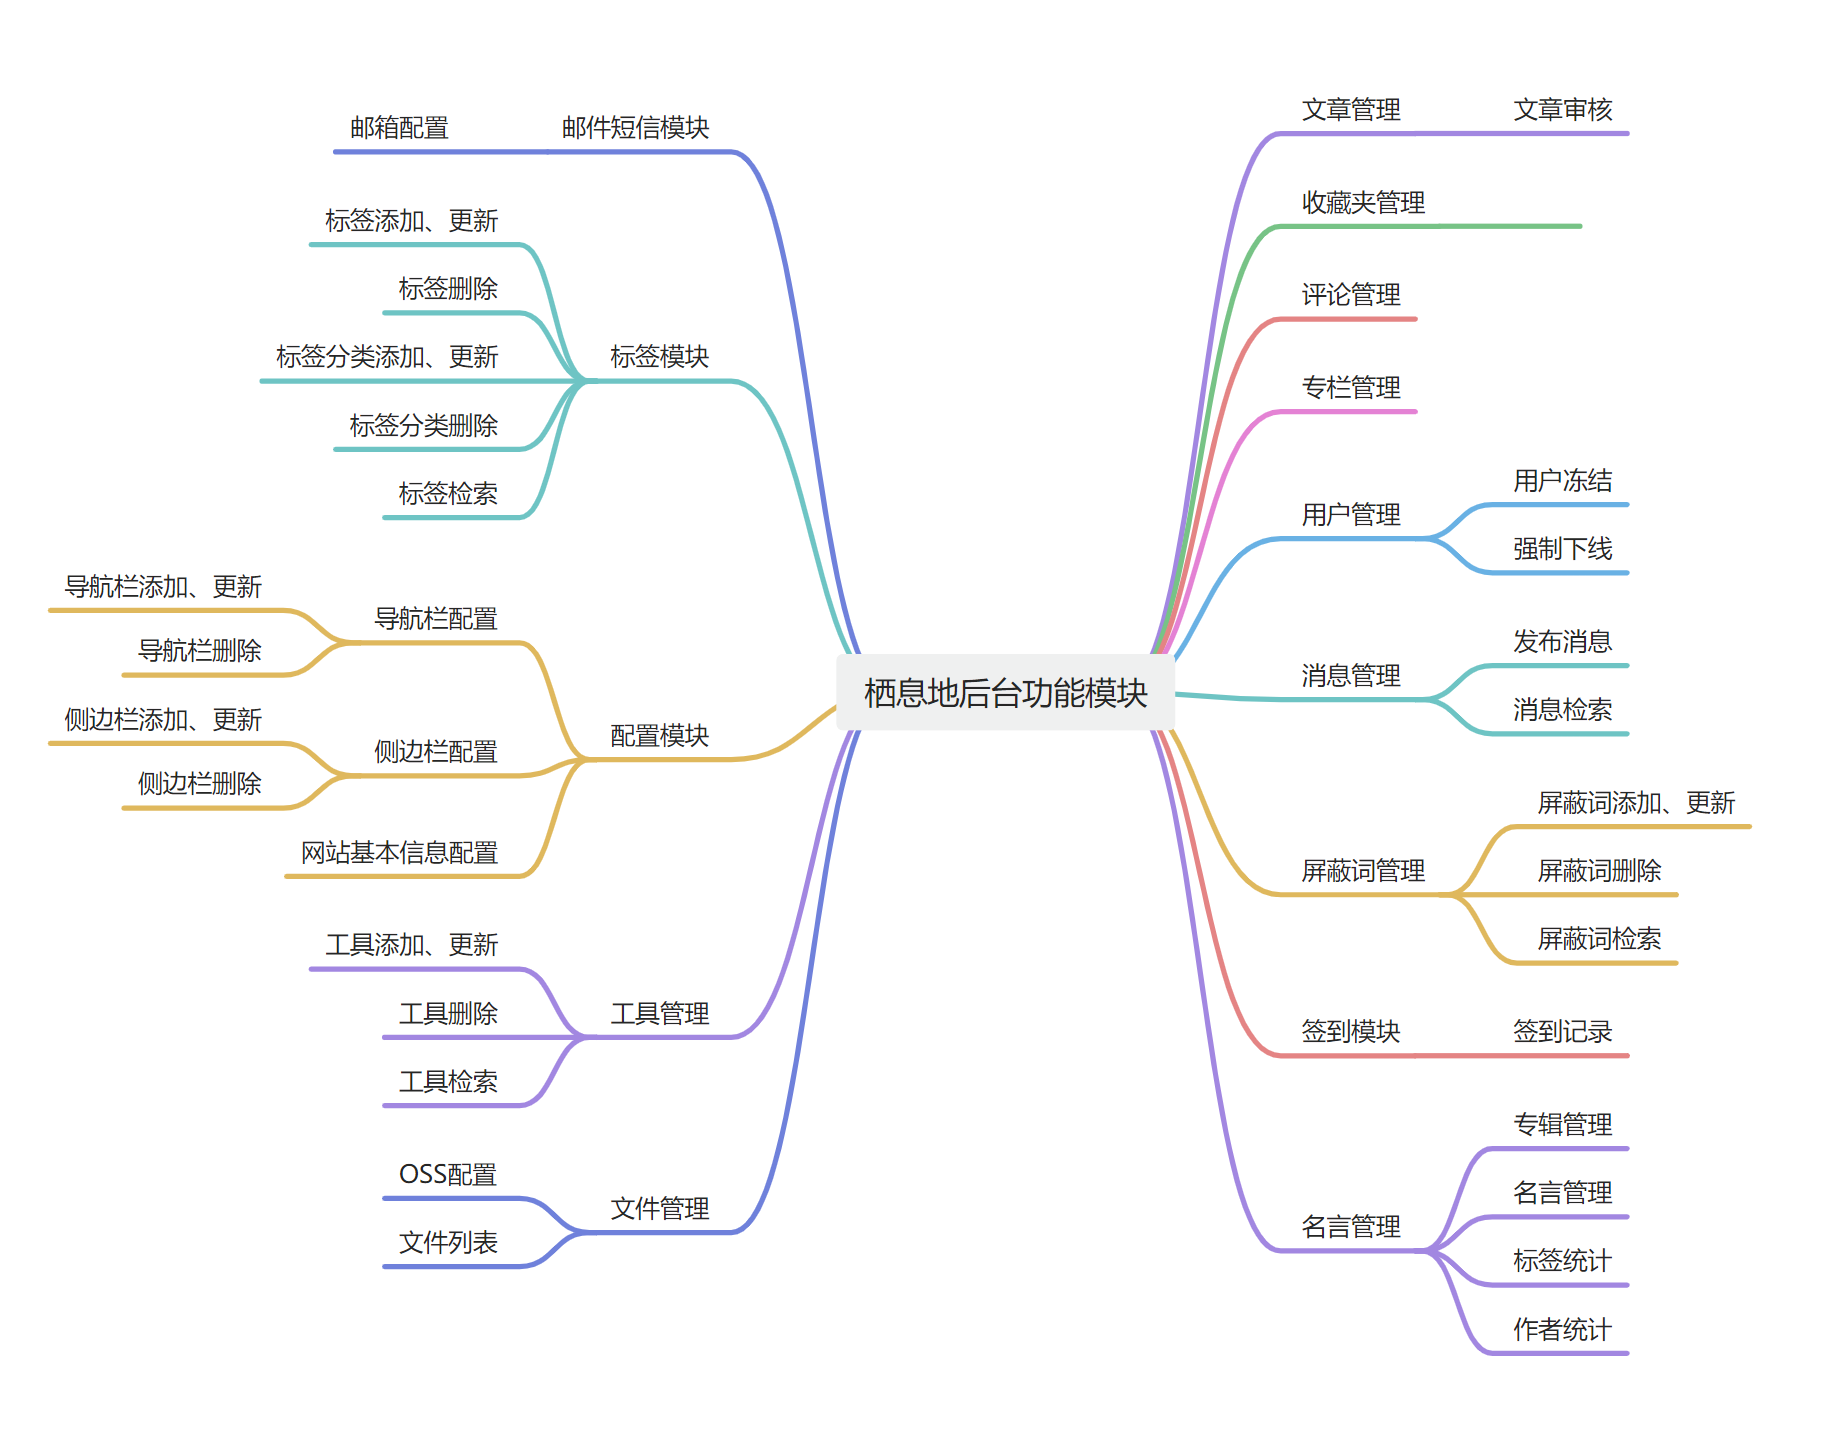 栖息地后台功能模块
文章管理
文章审核
收藏夹管理
评论管理
专栏管理
用户管理
用户冻结
强制下线
消息管理
发布消息
消息检索
屏蔽词管理
屏蔽词添加、更新
屏蔽词删除
屏蔽词检索
签到模块
签到记录
名言管理
专辑管理
名言管理
标签统计
作者统计
邮件短信模块
邮箱配置
标签模块
标签添加、更新
标签删除
标签分类添加、更新
标签分类删除
标签检索
配置模块
导航栏配置
导航栏添加、更新
导航栏删除
侧边栏配置
侧边栏添加、更新
侧边栏删除
网站基本信息配置
工具管理
工具添加、更新
工具删除
工具检索
文件管理
OSS配置
文件列表